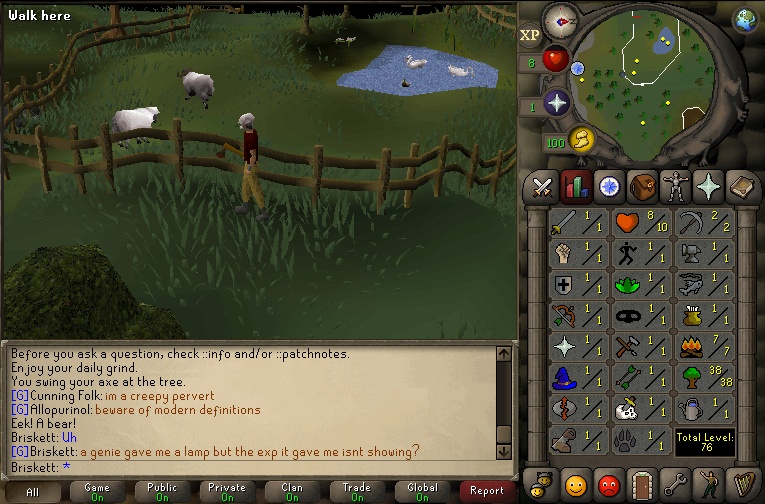 Walk here
XP
8
1
100
1/1 8/10 2/2
1/1 1/1 1/1
1/1 1/1 1/1
1/1 1/1 1/1
1/1 1/1 7/7
1/1 1/1 38/38
1/1 1/1 1/1
1/1 1/1 Total Level: 76
Before you ask a question, check ::info and/or ::patchnotes.
Enjoy your daily grind.
You swing your axe at the tree.
[G]Cunning Folk: im a creepy pervert
[G]Allopurinol: beware of modern definitions
Eek! A bear!
Briskett: Uh
[G]Briskett: a genie gave me a lamp but the exp it gave me isnt showing?
Briskett: *
All Game On Public On Private On Clan On Trade On Global On Report